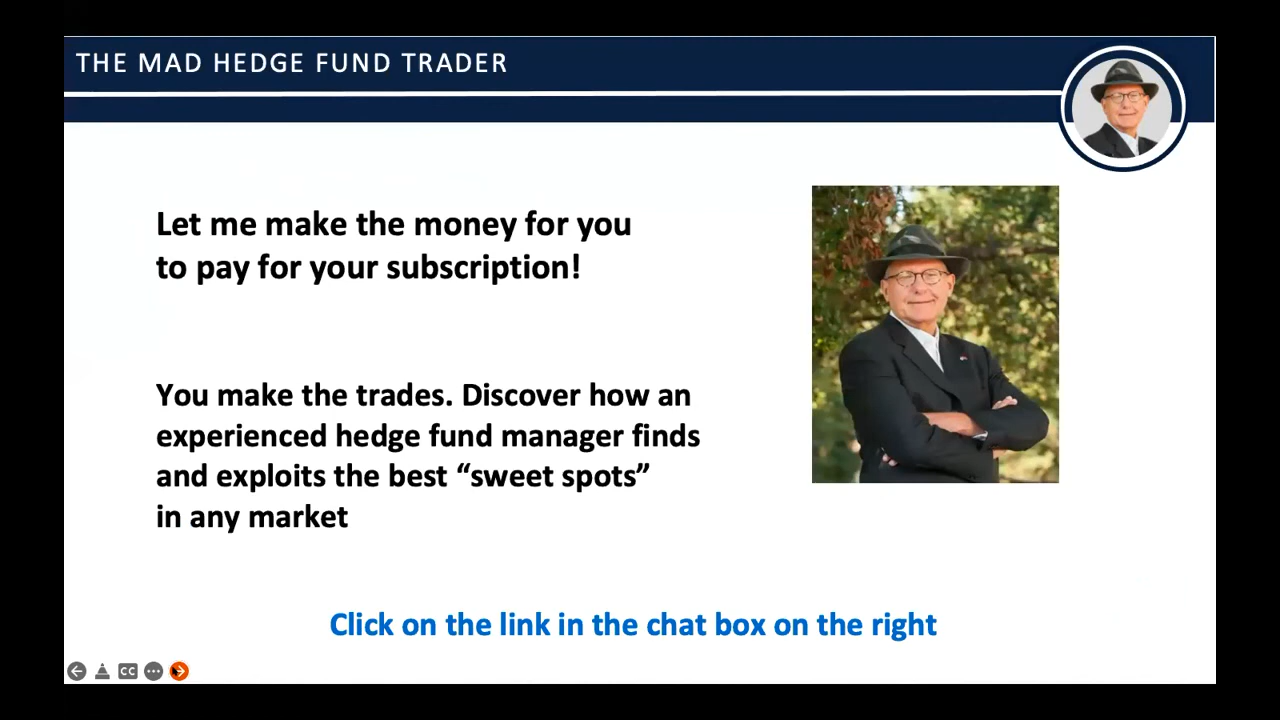 THE MAD HEDGE FUND TRADER
Let me make the money for you
to pay for your subscription!
You make the trades. Discover how an
experienced hedge fund manager finds
and exploits the best “sweet spots”
in any market
Click on the link in the chat box on the right
CC